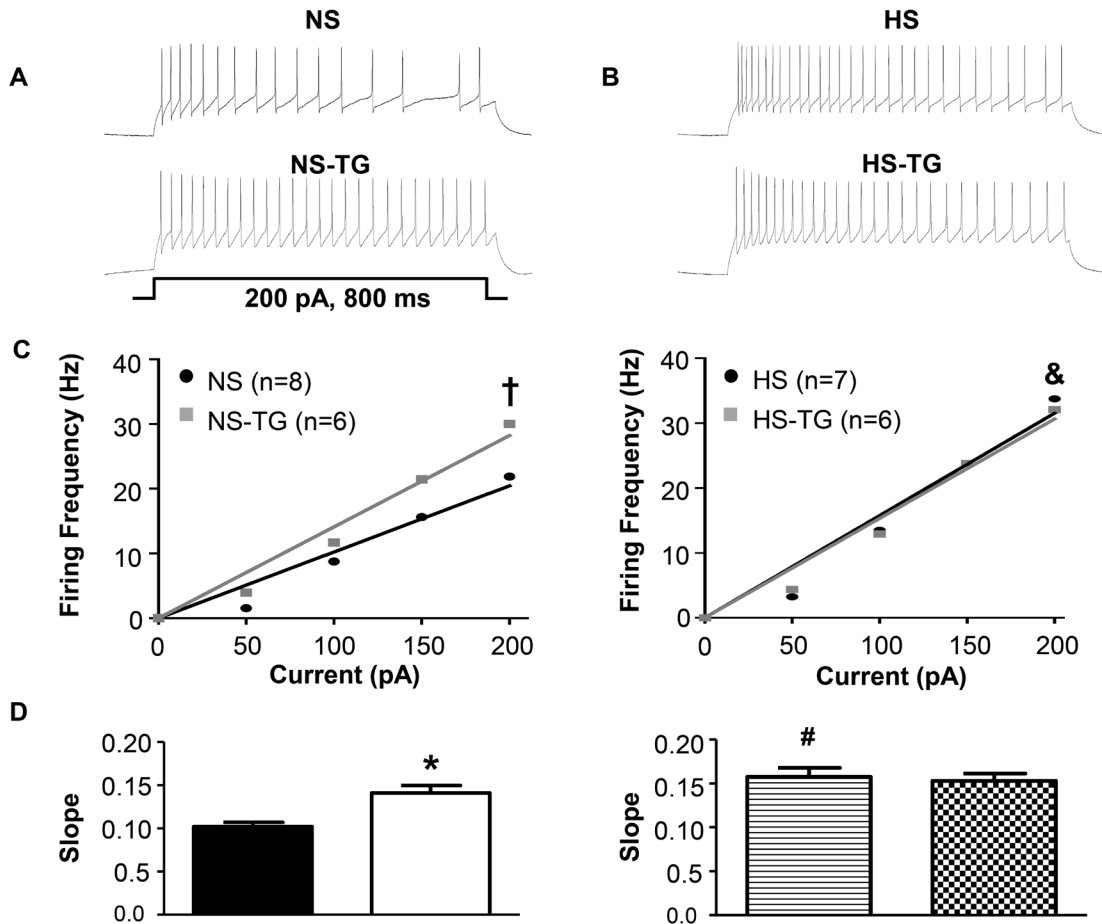 NS
HS
A
B
NS-TG
HS-TG
200 pA, 800 ms
C
Firing Frequency (Hz)
40
30
20
10
0
NS (n=8)
NS-TG (n=6)
†
0
50
100
150
200
Current (pA)
Firing Frequency (Hz)
40
30
20
10
0
HS (n=7)
HS-TG (n=6)
&
0
50
100
150
200
Current (pA)
D
Slope
0.20
0.15
0.10
0.5
0.0
*
Slope
0.20
0.15
0.10
0.15
0.0
#